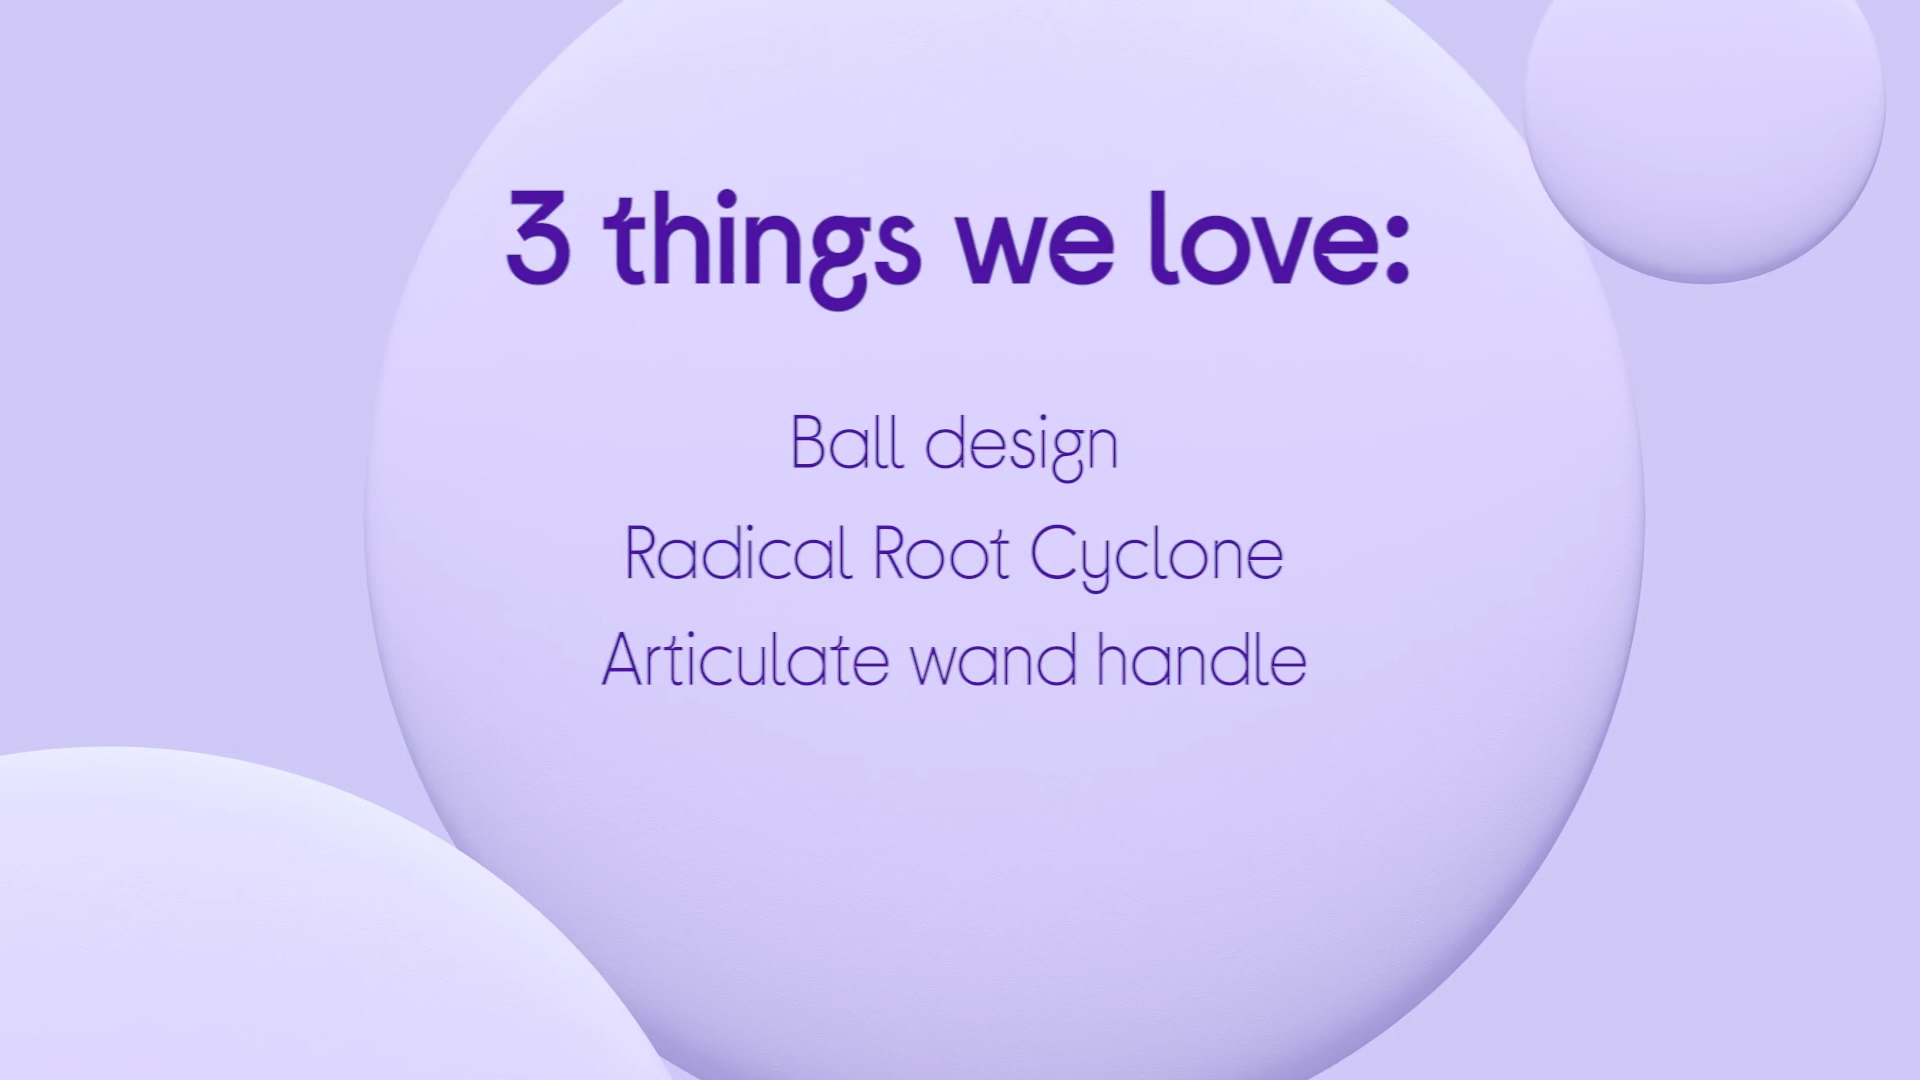 3 things we love:
Ball design
Radical Root Cyclone
Articulate wand handle